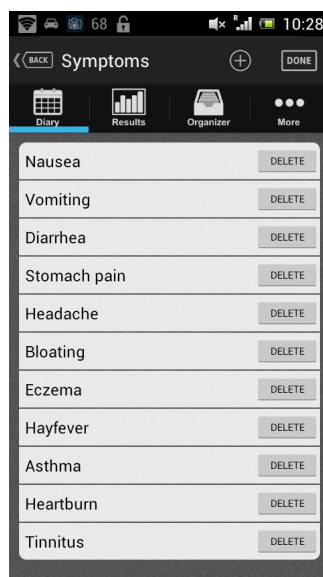 68 10:28
BACK Symptoms DONE
Diary Results Organizer More
Nausea DELETE
Vomiting DELETE
Diarrhea DELETE
Stomach pain DELETE
Headache DELETE
Bloating DELETE
Eczema DELETE
Hayfever DELETE
Asthma DELETE
Heartburn DELETE
Tinnitus DELETE